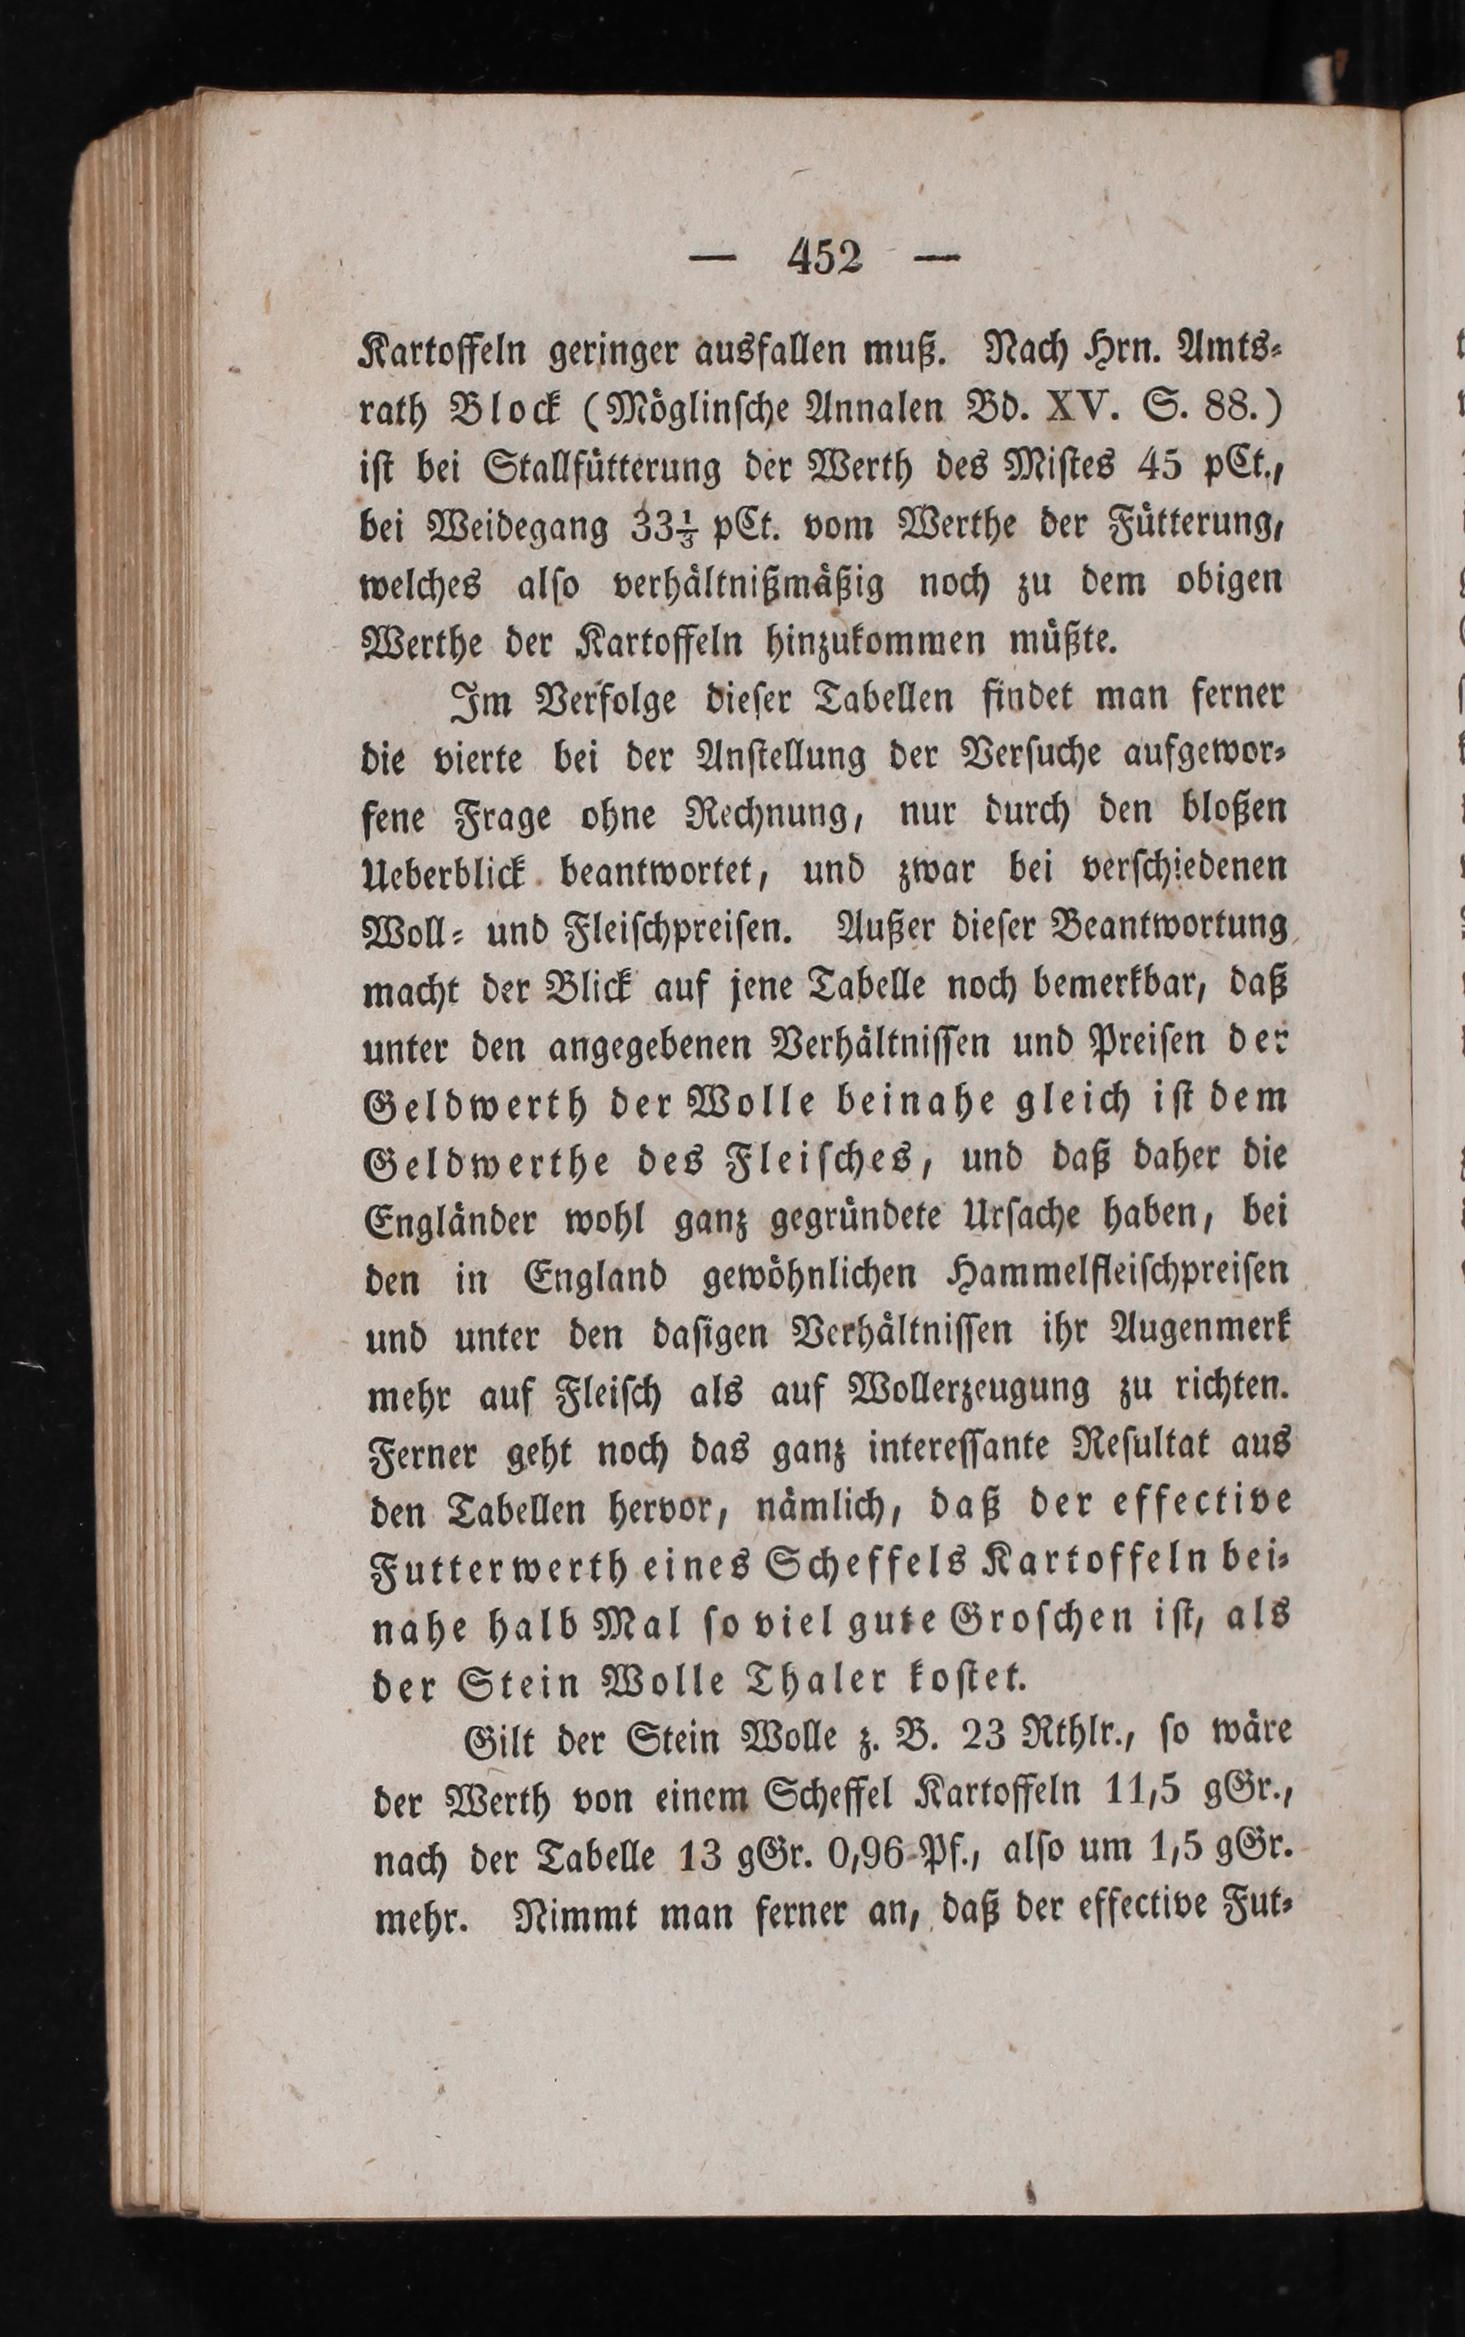 — 452 —
Kartoffeln geringer ausfallen muß. Nach Hrn. Amts-
rath Block (Möglinsche Annalen Bd. XV. S. 88.)
ist bei Stallfütterung der Werth des Mistes 45 pCt.,
bei Weidegang 33⅓ pCt. vom Werthe der Fütterung,
welches also verhältnißmäßig noch zu dem obigen
Werthe der Kartoffeln hinzukommen müßte.
Im Verfolge dieser Tabellen findet man ferner
die vierte bei der Anstellung der Versuche aufgewor-
fene Frage ohne Rechnung, nur durch den bloßen
Ueberblick beantwortet, und zwar bei verschiedenen
Woll- und Fleischpreisen. Außer dieser Beantwortung
macht der Blick auf jene Tabelle noch bemerkbar, daß
unter den angegebenen Verhältnissen und Preisen der
Geldwerth der Wolle beinahe gleich ist dem
Geldwerthe des Fleisches, und daß daher die
Engländer wohl ganz gegründete Ursache haben, bei
den in England gewöhnlichen Hammelfleischpreisen
und unter den dasigen Verhältnissen ihr Augenmerk
mehr auf Fleisch als auf Wollerzeugung zu richten.
Ferner geht noch das ganz interessante Resultat aus
den Tabellen hervor, nämlich, daß der effective
Futterwerth eines Scheffels Kartoffeln bei-
nahe halb Mal so viel gute Groschen ist, als
der Stein Wolle Thaler kostet.
Gilt der Stein Wolle z. B. 23 Rthlr., so wäre
der Werth von einem Scheffel Kartoffeln 11,5 gGr.,
nach der Tabelle 13 gGr. 0,96 Pf., also um 1,5 gGr.
mehr. Nimmt man ferner an, daß der effective Fut-